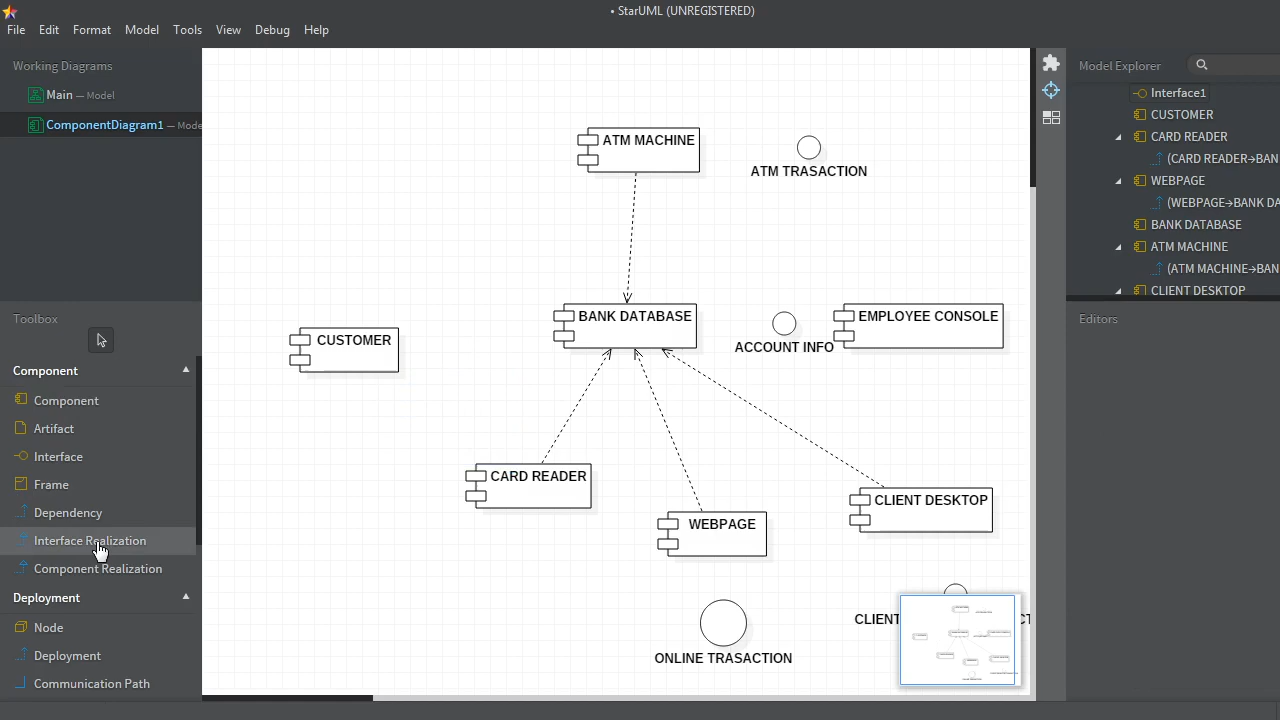 • StarUML (UNREGISTERED)
File Edit Format Model Tools View Debug Help
Working Diagrams
Main — Model
ComponentDiagram1 — Mode
Toolbox
Component
Component
Artifact
Interface
Frame
Dependency
Interface Realization
Component Realization
Deployment
Node
Deployment
Communication Path
ATM MACHINE
ATM TRASACTION
BANK DATABASE
ACCOUNT INFO
EMPLOYEE CONSOLE
CUSTOMER
CARD READER
WEBPAGE
CLIENT DESKTOP
ONLINE TRASACTION
CLIENT
Model Explorer
Interface1
CUSTOMER
CARD READER
(CARD READER→BAN
WEBPAGE
(WEBPAGE→BANK DA
BANK DATABASE
ATM MACHINE
(ATM MACHINE→BAN
CLIENT DESKTOP
Editors